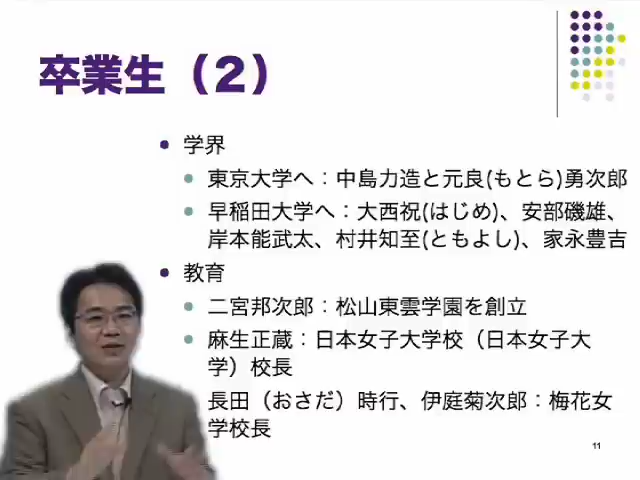 卒業生（2）
学界
東京大学へ：中島力造と元良(もとら)勇次郎
早稲田大学へ：大西祝(はじめ)、安部磯雄、
岸本能武太、村井知至(ともよし)、家永豊吉
教育
二宮邦次郎：松山東雲学園を創立
麻生正蔵：日本女子大学校（日本女子大
学）校長
長田（おさだ）時行、伊庭菊次郎：梅花女
学校長
11